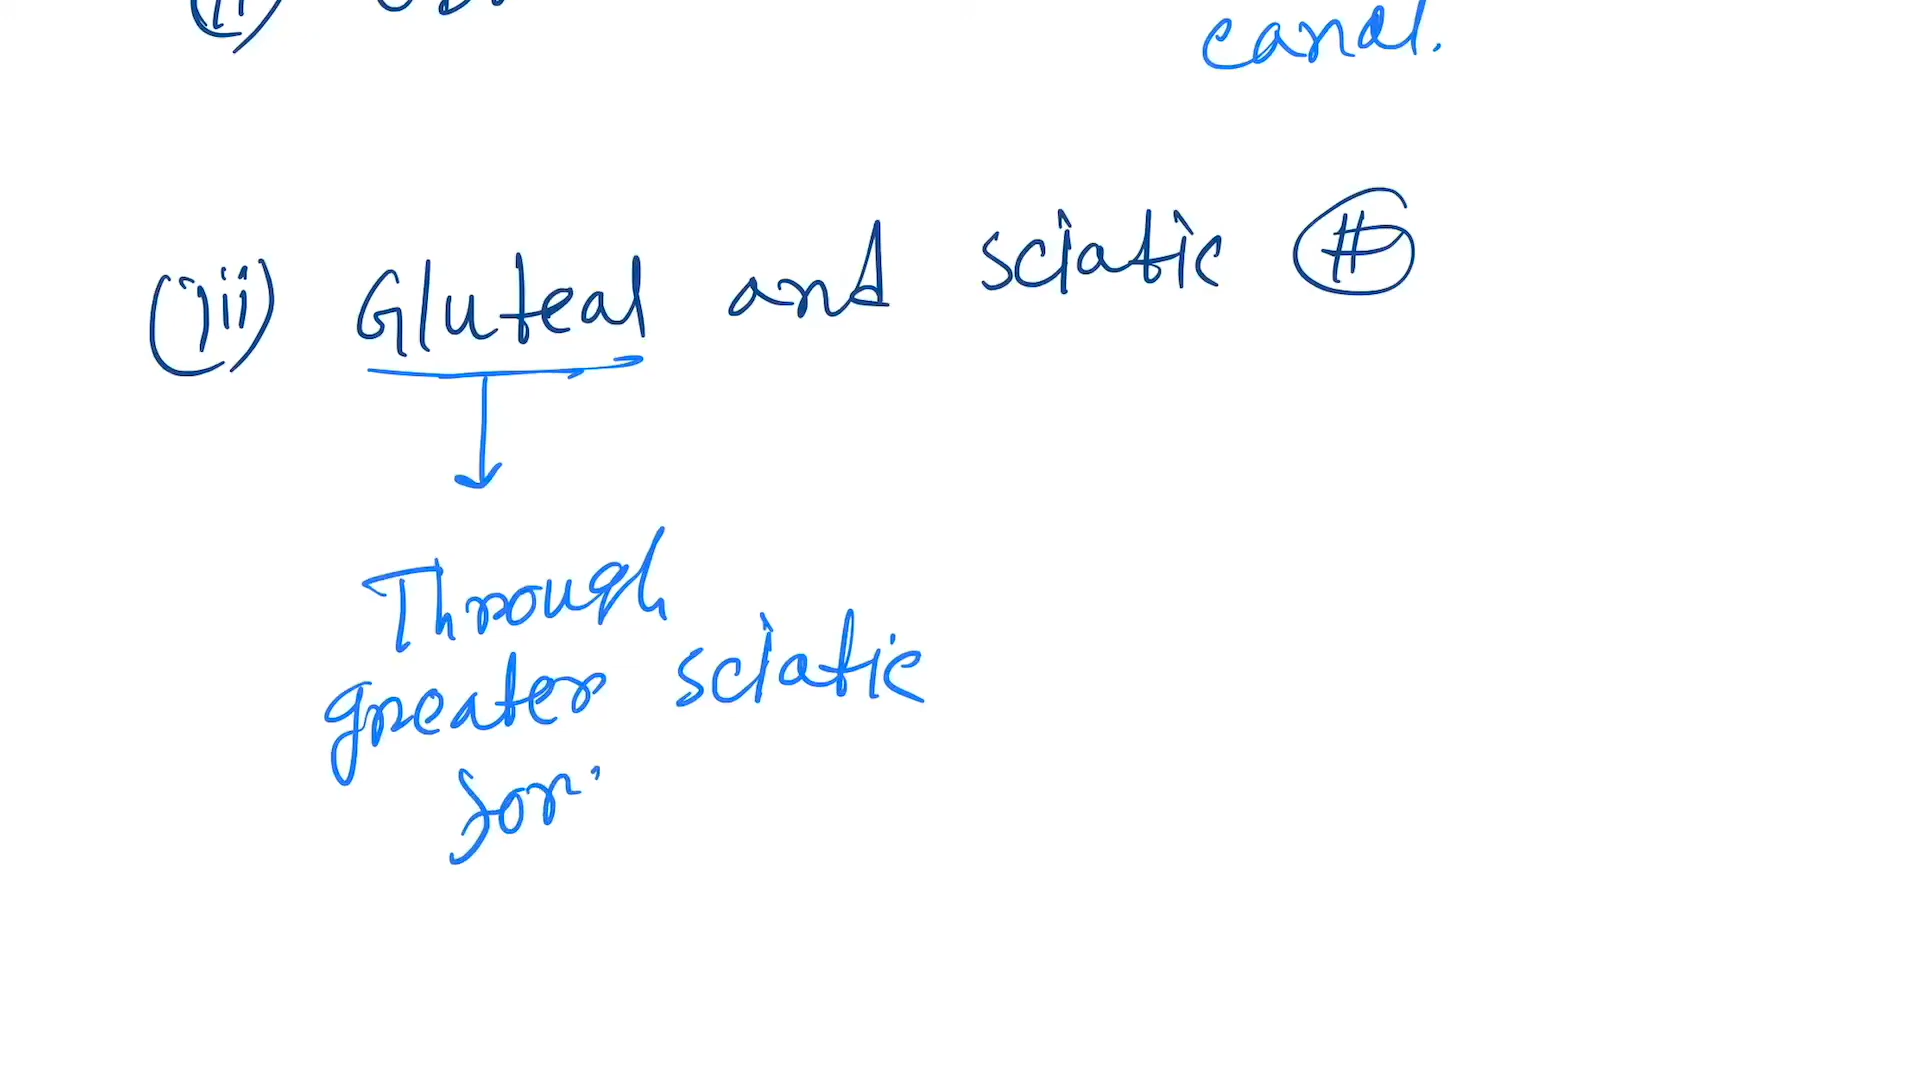 canal.
(iii) Gluteal and sciatic H
Through
greater sciatic
for.